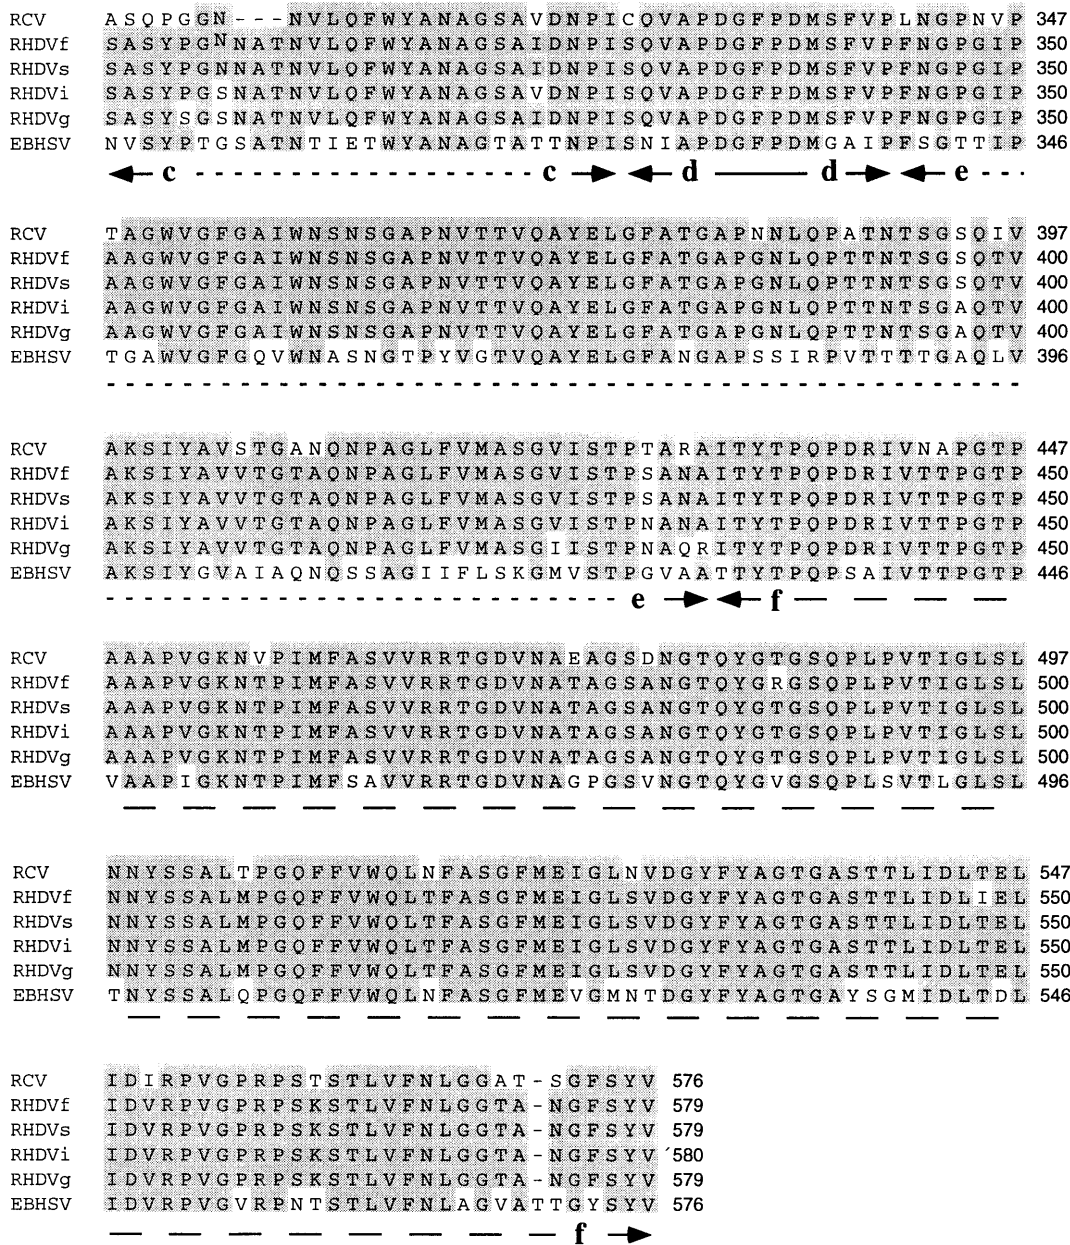 RCV ASQPGGN---NVLQFWYANAGSAVDNPICQVAPDGFPDMSFVPLNGPNVP 347
RHDVf SASYPGNNATNVLQFWYANAGSAIDNPISQVAPDGFPDMSFVPFNGPGIP 350
RHDVs SASYPGNNATNVLQFWYANAGSAIDNPISQVAPDGFPDMSFVPFNGPGIP 350
RHDVi SASYPGSNATNVLQFWYANAGSAVDNPISQVAPDGFPDMSFVPFNGPGIP 350
RHDVg SASYSGSNATNVLQFWYANAGSAIDNPISQVAPDGFPDMSFVPFNGPGIP 350
EBHSV NVSYPTGSATNTIETWYANAGTATTNPISNIAPDGFPDMGAIPFSGTTIP 346
c c d d e
RCV TAGWVGFGAIWNSNSGAPNVTTVQAYELGFATGAPNNLQPATNTSGSQIV 397
RHDVf AAGWVGFGAIWNSNSGAPNVTTVQAYELGFATGAPGNLQPTTNTSGSQTV 400
RHDVs AAGWVGFGAIWNSNSGAPNVTTVQAYELGFATGAPGNLQPTTNTSGSQTV 400
RHDVi AAGWVGFGAIWNSNSGAPNVTTVQAYELGFATGAPGNLQPTTNTSGAQTV 400
RHDVg AAGWVGFGAIWNSNSGAPNVTTVQAYELGFATGAPGNLQPTTNTSGAQTV 400
EBHSV TGAWVGFGQVWNASNGTPYVGTVQAYELGFANGAPSSIRPVTTTTGAQLV 396
RCV AKSIYAVSTGANQNPAGLFVMASGVISTPTARAITYTPQPDRIVNAPGTP 447
RHDVf AKSIYAVVTGTAQNPAGLFVMASGVISTPSANAITYTPQPDRIVTTPGTP 450
RHDVs AKSIYAVVTGTAQNPAGLFVMASGVISTPSANAITYTPQPDRIVTTPGTP 450
RHDVi AKSIYAVVTGTAQNPAGLFVMASGVISTPNANAITYTPQPDRIVTTPGTP 450
RHDVg AKSIYAVVTGTAQNPAGLFVMASGIISTPNAQRITYTPQPDRIVTTPGTP 450
EBHSV AKSIYGVAIAQNQSSAGIIFLSKGMVSTPGVAATTYTPQPSAIVTTPGTP 446
e f
RCV AAAPVGKNVPIMFASVVRRTGDVNAEAGSDNGTQYGTGSQPLPVTIGLSL 497
RHDVf AAAPVGKNTPIMFASVVRRTGDVNATAGSANGTQYGRGSQPLPVTIGLSL 500
RHDVs AAAPVGKNTPIMFASVVRRTGDVNATAGSANGTQYGTGSQPLPVTIGLSL 500
RHDVi AAAPVGKNTPIMFASVVRRTGDVNATAGSANGTQYGTGSQPLPVTIGLSL 500
RHDVg AAAPVGKNTPIMFASVVRRTGDVNATAGSANGTQYGTGSQPLPVTIGLSL 500
EBHSV VAAPIGKNTPIMFSAVVRRTGDVNAGPGSVNGTQYGVGSQPLSVTLGLSL 496
RCV NNYSSALTPGQFFVWQLNFASGFMEIGLNVDGYFYAGTGASTTLIDLTEL 547
RHDVf NNYSSALMPGQFFVWQLTFASGFMEIGLSVDGYFYAGTGASTTLIDLIEL 550
RHDVs NNYSSALMPGQFFVWQLTFASGFMEIGLSVDGYFYAGTGASTTLIDLTEL 550
RHDVi NNYSSALMPGQFFVWQLTFASGFMEIGLSVDGYFYAGTGASTTLIDLTEL 550
RHDVg NNYSSALMPGQFFVWQLTFASGFMEIGLSVDGYFYAGTGASTTLIDLTEL 550
EBHSV TNYSSALQPGQFFVWQLNFASGFMEVGMNTDGYFYAGTGAYSGMIDLTDL 546
RCV IDIRPVGPRPSTSTLVFNLGGAT-SGFSYV 576
RHDVf IDVRPVGPRPSKSTLVFNLGGTA-NGFSYV 579
RHDVs IDVRPVGPRPSKSTLVFNLGGTA-NGFSYV 579
RHDVi IDVRPVGPRPSKSTLVFNLGGTA-NGFSYV 580
RHDVg IDVRPVGPRPSKSTLVFNLGGTA-NGFSYV 579
EBHSV IDVRPVGVRPNTSTLVFNLAGVATTGYSYV 576
f